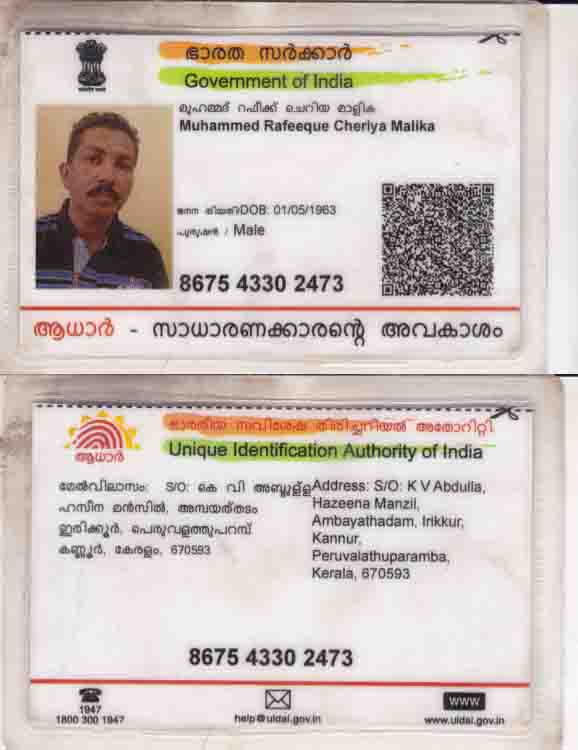 ഭാരത സർക്കാർ
Government of India
മുഹമ്മദ് റഫീക്ക് ചെറിയ മാളിക
Muhammed Rafeeque Cheriya Malika
ജനന തിയതി/DOB: 01/05/1963
പുരുഷൻ / Male
8675 4330 2473
ആധാർ - സാധാരണക്കാരന്റെ അവകാശം
ഭാരതീയ സവിശേഷ തിരിച്ചറിയൽ അതോറിറ്റി
Unique Identification Authority of India
ആധാർ
മേൽവിലാസം: S/O: കെ വി അബ്ദുള്ള
ഹസീന മൻസിൽ, അമ്പയത്തടം
ഇരിക്കൂർ, പെരുവളത്തുപറമ്പ്
കണ്ണൂർ, കേരളം, 670593
Address: S/O: K V Abdulla,
Hazeena Manzil,
Ambayathadam, Irikkur,
Kannur,
Peruvalathuparamba,
Kerala, 670593
8675 4330 2473
1947
1800 300 1947
help@uidai.gov.in
www
www.uidai.gov.in